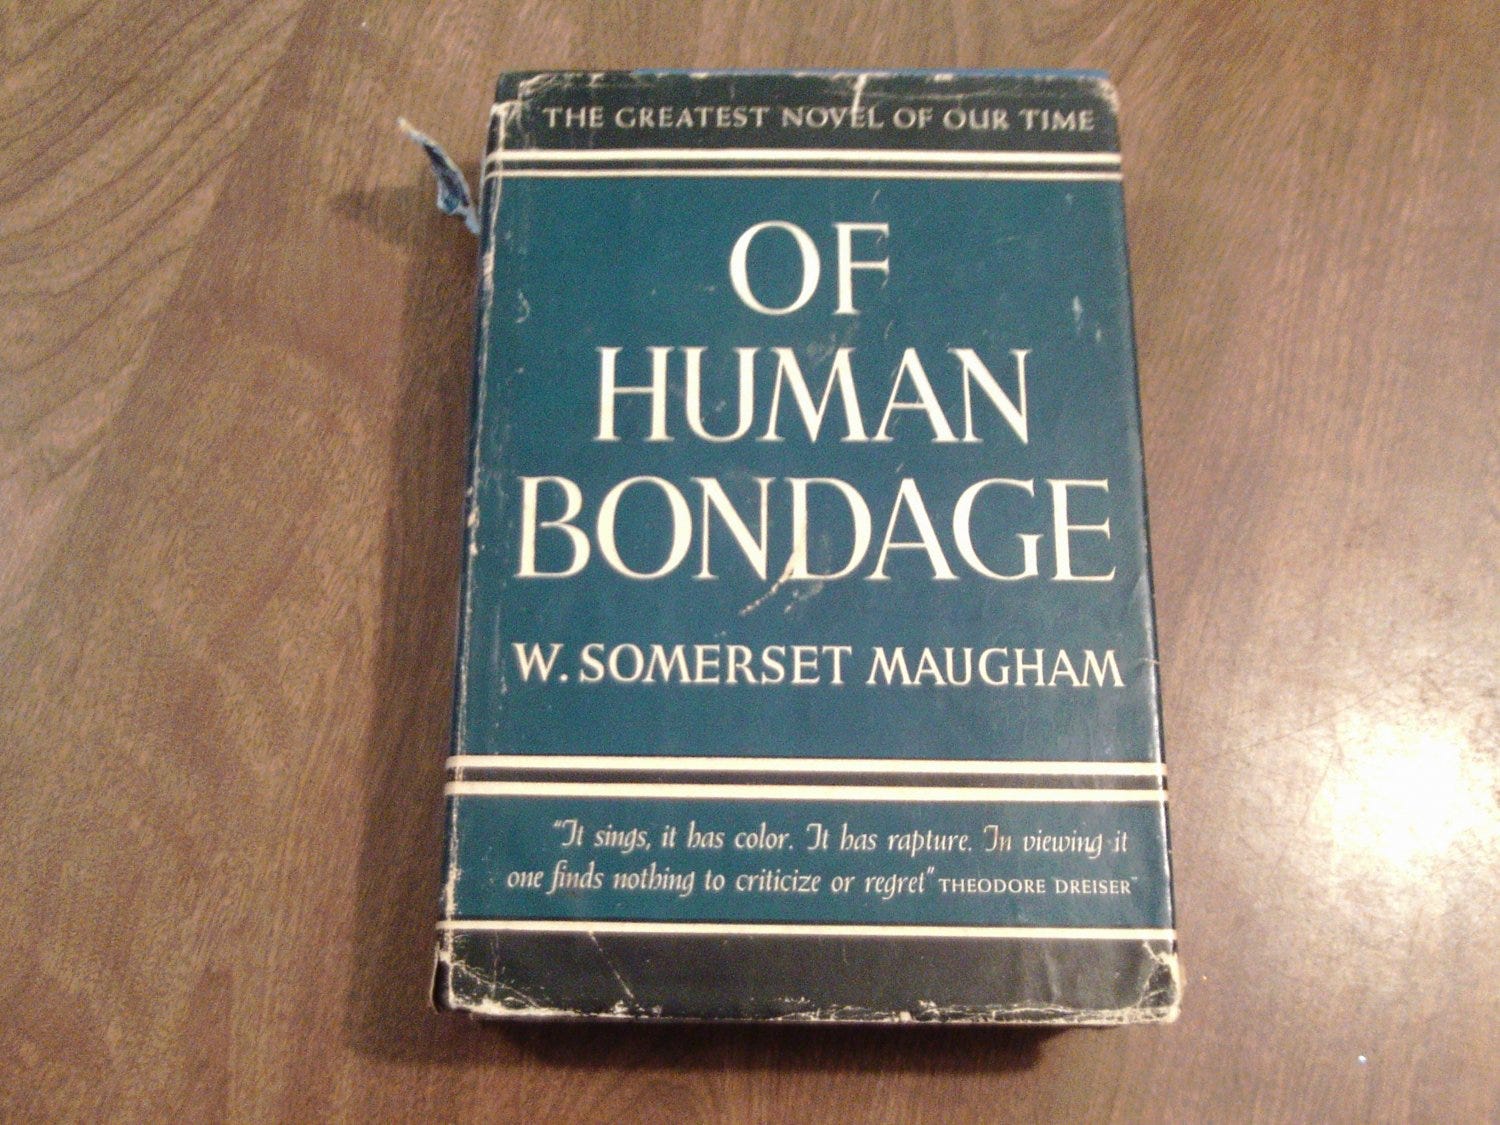 THE GREATEST NOVEL OF OUR TIME
OF
HUMAN
BONDAGE
W. SOMERSET MAUGHAM
"It sings, it has color. It has rapture. In viewing it
one finds nothing to criticize or regret" THEODORE DREISER